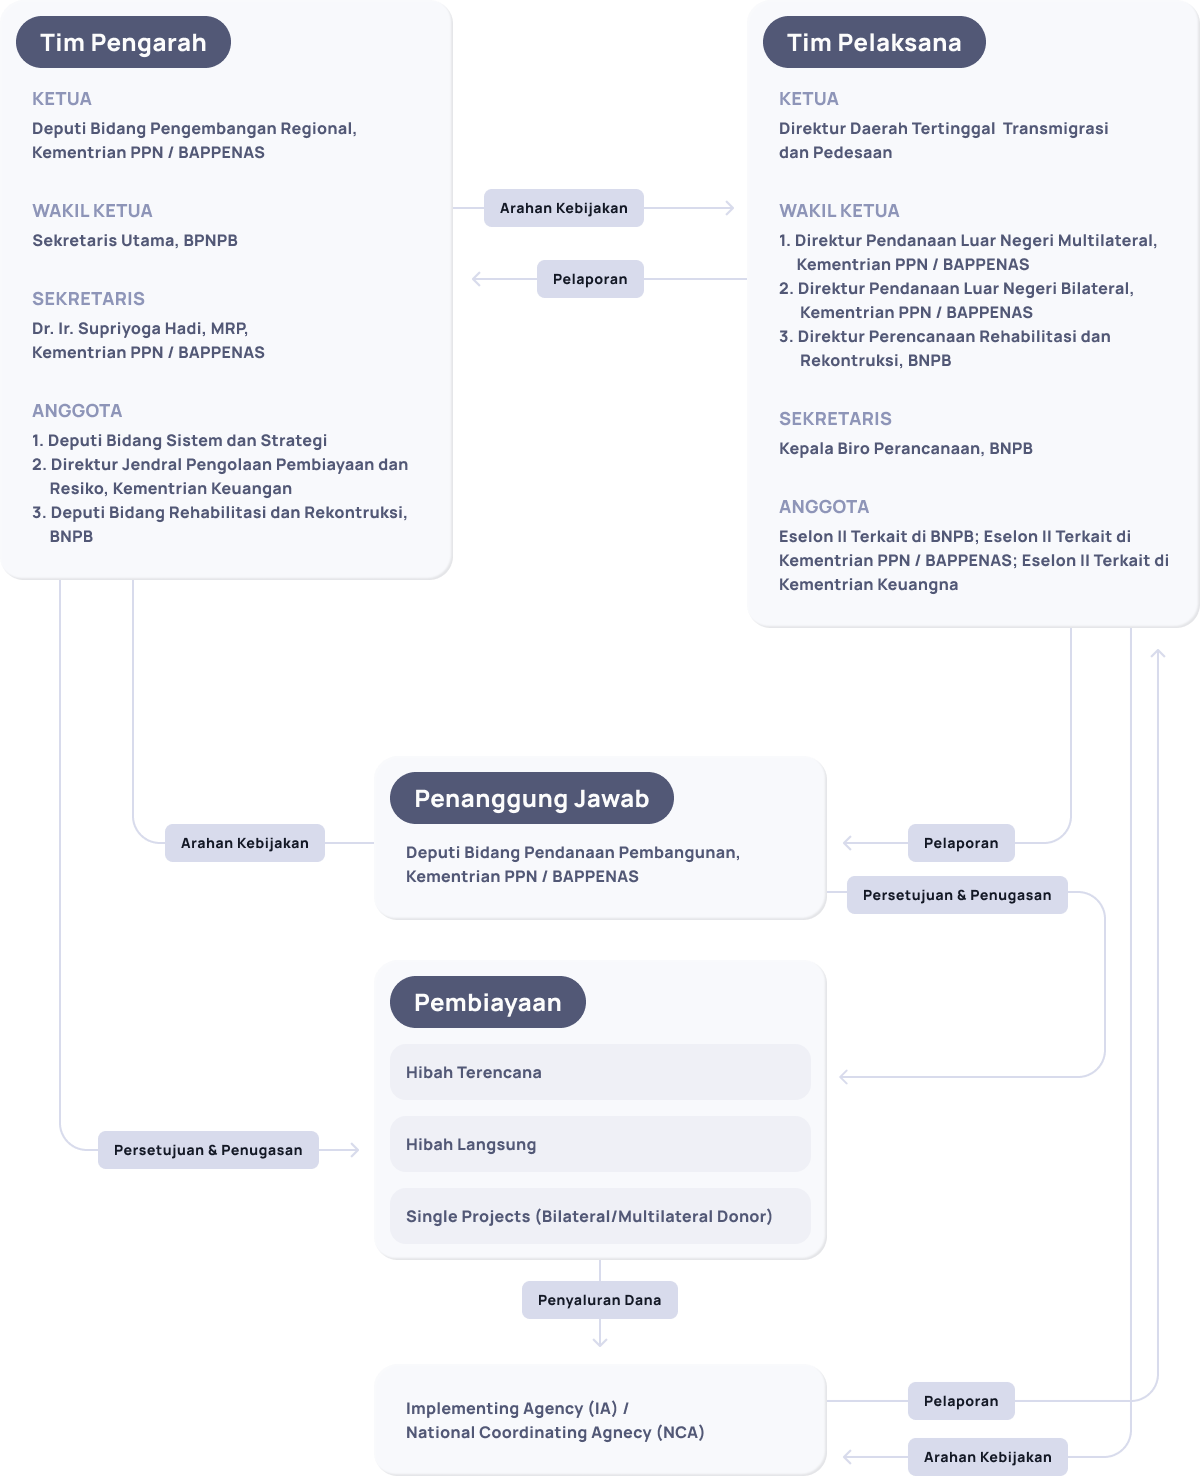 Tim Pengarah
KETUA
Deputi Bidang Pengembangan Regional,
Kementrian PPN / BAPPENAS
WAKIL KETUA
Sekretaris Utama, BPNPB
SEKRETARIS
Dr. Ir. Supriyoga Hadi, MRP,
Kementrian PPN / BAPPENAS
ANGGOTA
1. Deputi Bidang Sistem dan Strategi
2. Direktur Jendral Pengolaan Pembiayaan dan
Resiko, Kementrian Keuangan
3. Deputi Bidang Rehabilitasi dan Rekontruksi,
BNPB
Arahan Kebijakan
Pelaporan
Tim Pelaksana
KETUA
Direktur Daerah Tertinggal  Transmigrasi
dan Pedesaan
WAKIL KETUA
1. Direktur Pendanaan Luar Negeri Multilateral,
Kementrian PPN / BAPPENAS
2. Direktur Pendanaan Luar Negeri Bilateral,
Kementrian PPN / BAPPENAS
3. Direktur Perencanaan Rehabilitasi dan
Rekontruksi, BNPB
SEKRETARIS
Kepala Biro Perancanaan, BNPB
ANGGOTA
Eselon II Terkait di BNPB; Eselon II Terkait di
Kementrian PPN / BAPPENAS; Eselon II Terkait di
Kementrian Keuangna
Arahan Kebijakan
Penanggung Jawab
Deputi Bidang Pendanaan Pembangunan,
Kementrian PPN / BAPPENAS
Pelaporan
Persetujuan & Penugasan
Pembiayaan
Hibah Terencana
Hibah Langsung
Single Projects (Bilateral/Multilateral Donor)
Persetujuan & Penugasan
Penyaluran Dana
Implementing Agency (IA) /
National Coordinating Agnecy (NCA)
Pelaporan
Arahan Kebijakan